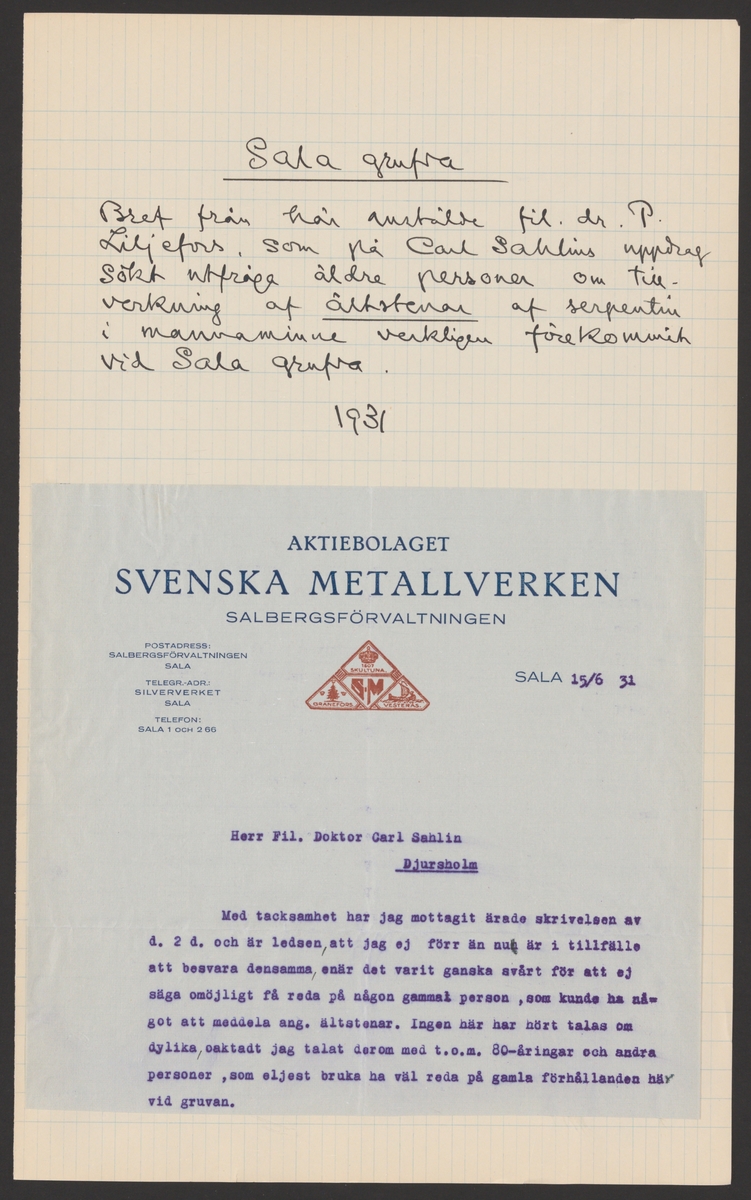 Sala grufva
Bref från här anstälde fil. dr. P.
Liljefors, som på Carl Sahlins uppdrag
sökt utfråga äldre personer om till-
verkning af ältstenar af serpentin
i mannaminne verkligen förekommit
vid Sala grufva.
1931
AKTIEBOLAGET
SVENSKA METALLVERKEN
SALBERGSFÖRVALTNINGEN
POSTADRESS:
SALBERGSFÖRVALTNINGEN
SALA
TELEGR.-ADR.:
SILVERVERKET
SALA
TELEFON:
SALA 1 OCH 266
1607
SKULTUNA
S·M
GRANEFORS
VESTERÅS
SALA 15/6 31
Herr Fil. Doktor Carl Sahlin
Djursholm
Med tacksamhet har jag mottagit ärade skrivelsen av
d. 2 d. och är ledsen, att jag ej förr än nu är i tillfälle
att besvara densamma, enär det varit ganska svårt för att ej
säga omöjligt få reda på någon gammal person ,som kunde ha nå=
got att meddela ang. ältstenar. Ingen här har hört talas om
dylika, oaktadt jag talat derom med t.o.m. 80-åringar och andra
personer ,som eljest bruka ha väl reda på gamla förhållanden här
vid gruvan.